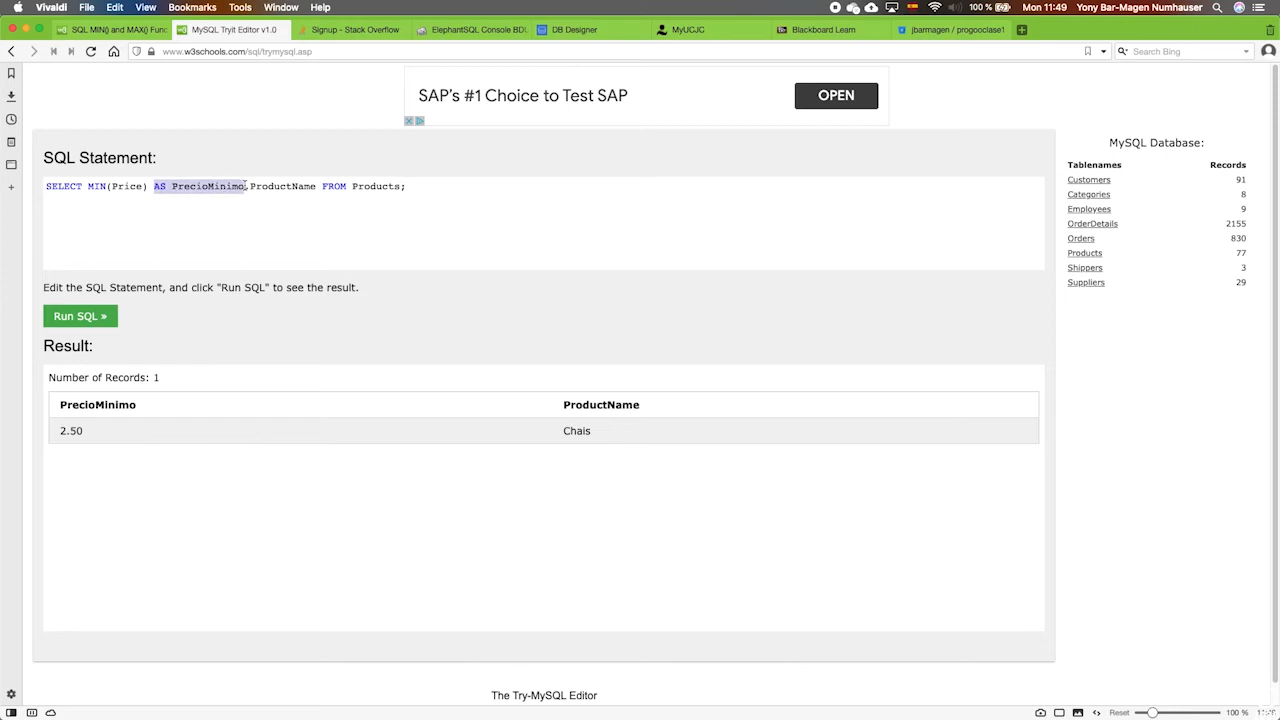 Vivaldi File Edit View Bookmarks Mail Tools Window Help 100 % Mon 11:49 Yony Bar-Magen Numhauser
SQL MIN() and MAX() Func MySQL Tryit Editor v1.0 Signup - Stack Overflow ElephantSQL Console BDU DB Designer MyUCJC Blackboard Learn jbarmagen / progooclase1
www.w3schools.com/sql/trymysql.asp Search Bing
SAP's #1 Choice to Test SAP OPEN
SQL Statement:
SELECT MIN(Price) AS PrecioMinimo,ProductName FROM Products;
Edit the SQL Statement, and click "Run SQL" to see the result.
Run SQL »
Result:
Number of Records: 1
PrecioMinimo ProductName
2.50 Chais
The Try-MySQL Editor
MySQL Database:
Tablenames Records
Customers 91
Categories 8
Employees 9
OrderDetails 2155
Orders 830
Products 77
Shippers 3
Suppliers 29
Reset 100 %